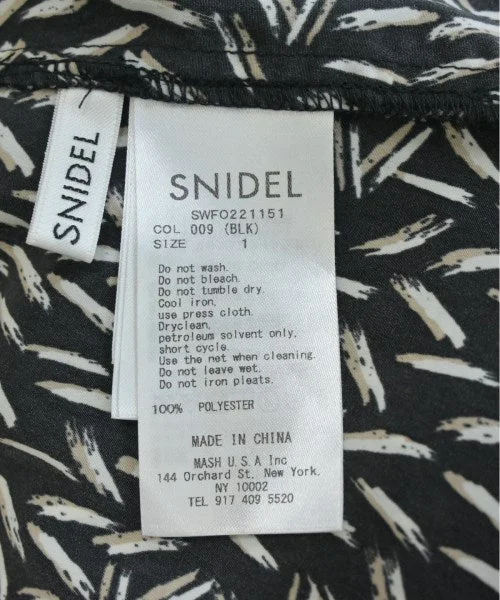 SNIDEL
SNIDEL
SWFO221151
COL 009 (BLK)
SIZE 1
Do not wash.
Do not bleach.
Do not tumble dry.
Cool iron,
use press cloth.
Dryclean,
petroleum solvent only,
short cycle.
Use the net when cleaning.
Do not leave wet.
Do not iron pleats.
100% POLYESTER
MADE IN CHINA
MASH U.S.A Inc
144 Orchard St. New York.
NY 10002
TEL 917 409 5520